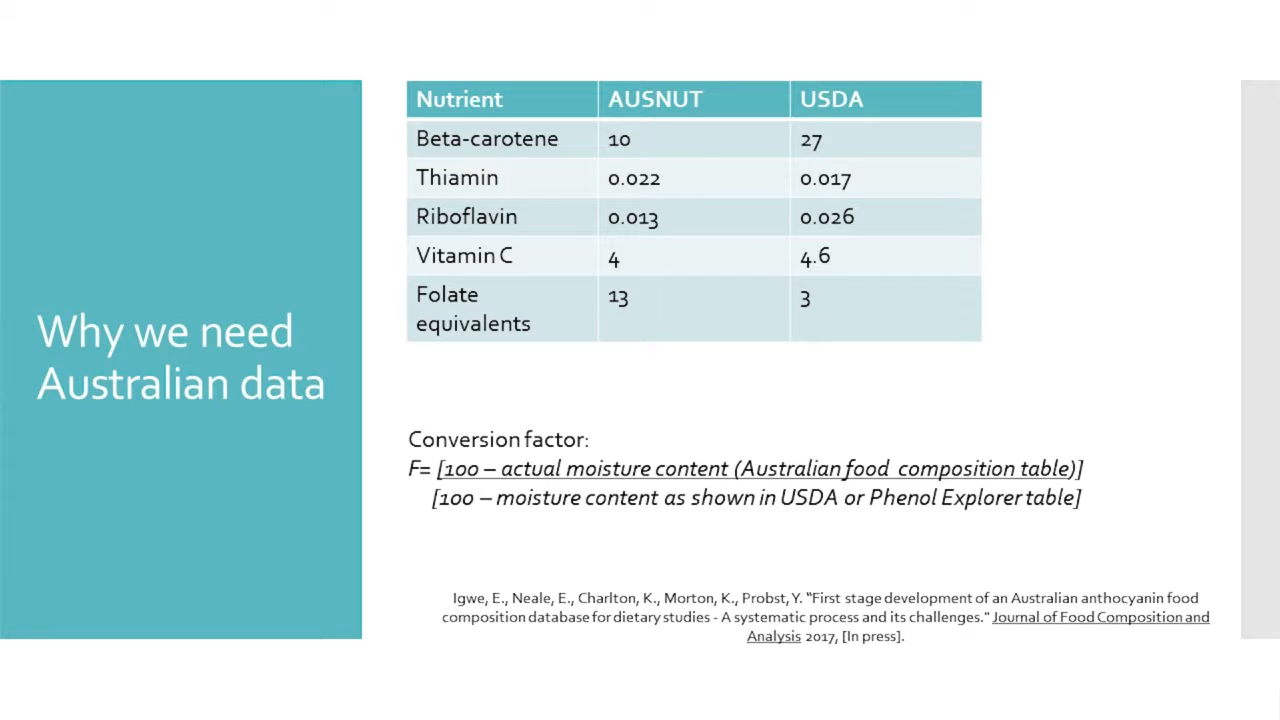 Why we need
Australian data
Nutrient AUSNUT USDA
Beta-carotene 10 27
Thiamin 0.022 0.017
Riboflavin 0.013 0.026
Vitamin C 4 4.6
Folate 13 3
equivalents
Conversion factor:
F= [100 – actual moisture content (Australian food composition table)]
[100 – moisture content as shown in USDA or Phenol Explorer table]
Igwe, E., Neale, E., Charlton, K., Morton, K., Probst, Y. "First stage development of an Australian anthocyanin food
composition database for dietary studies - A systematic process and its challenges." Journal of Food Composition and
Analysis 2017, [In press].